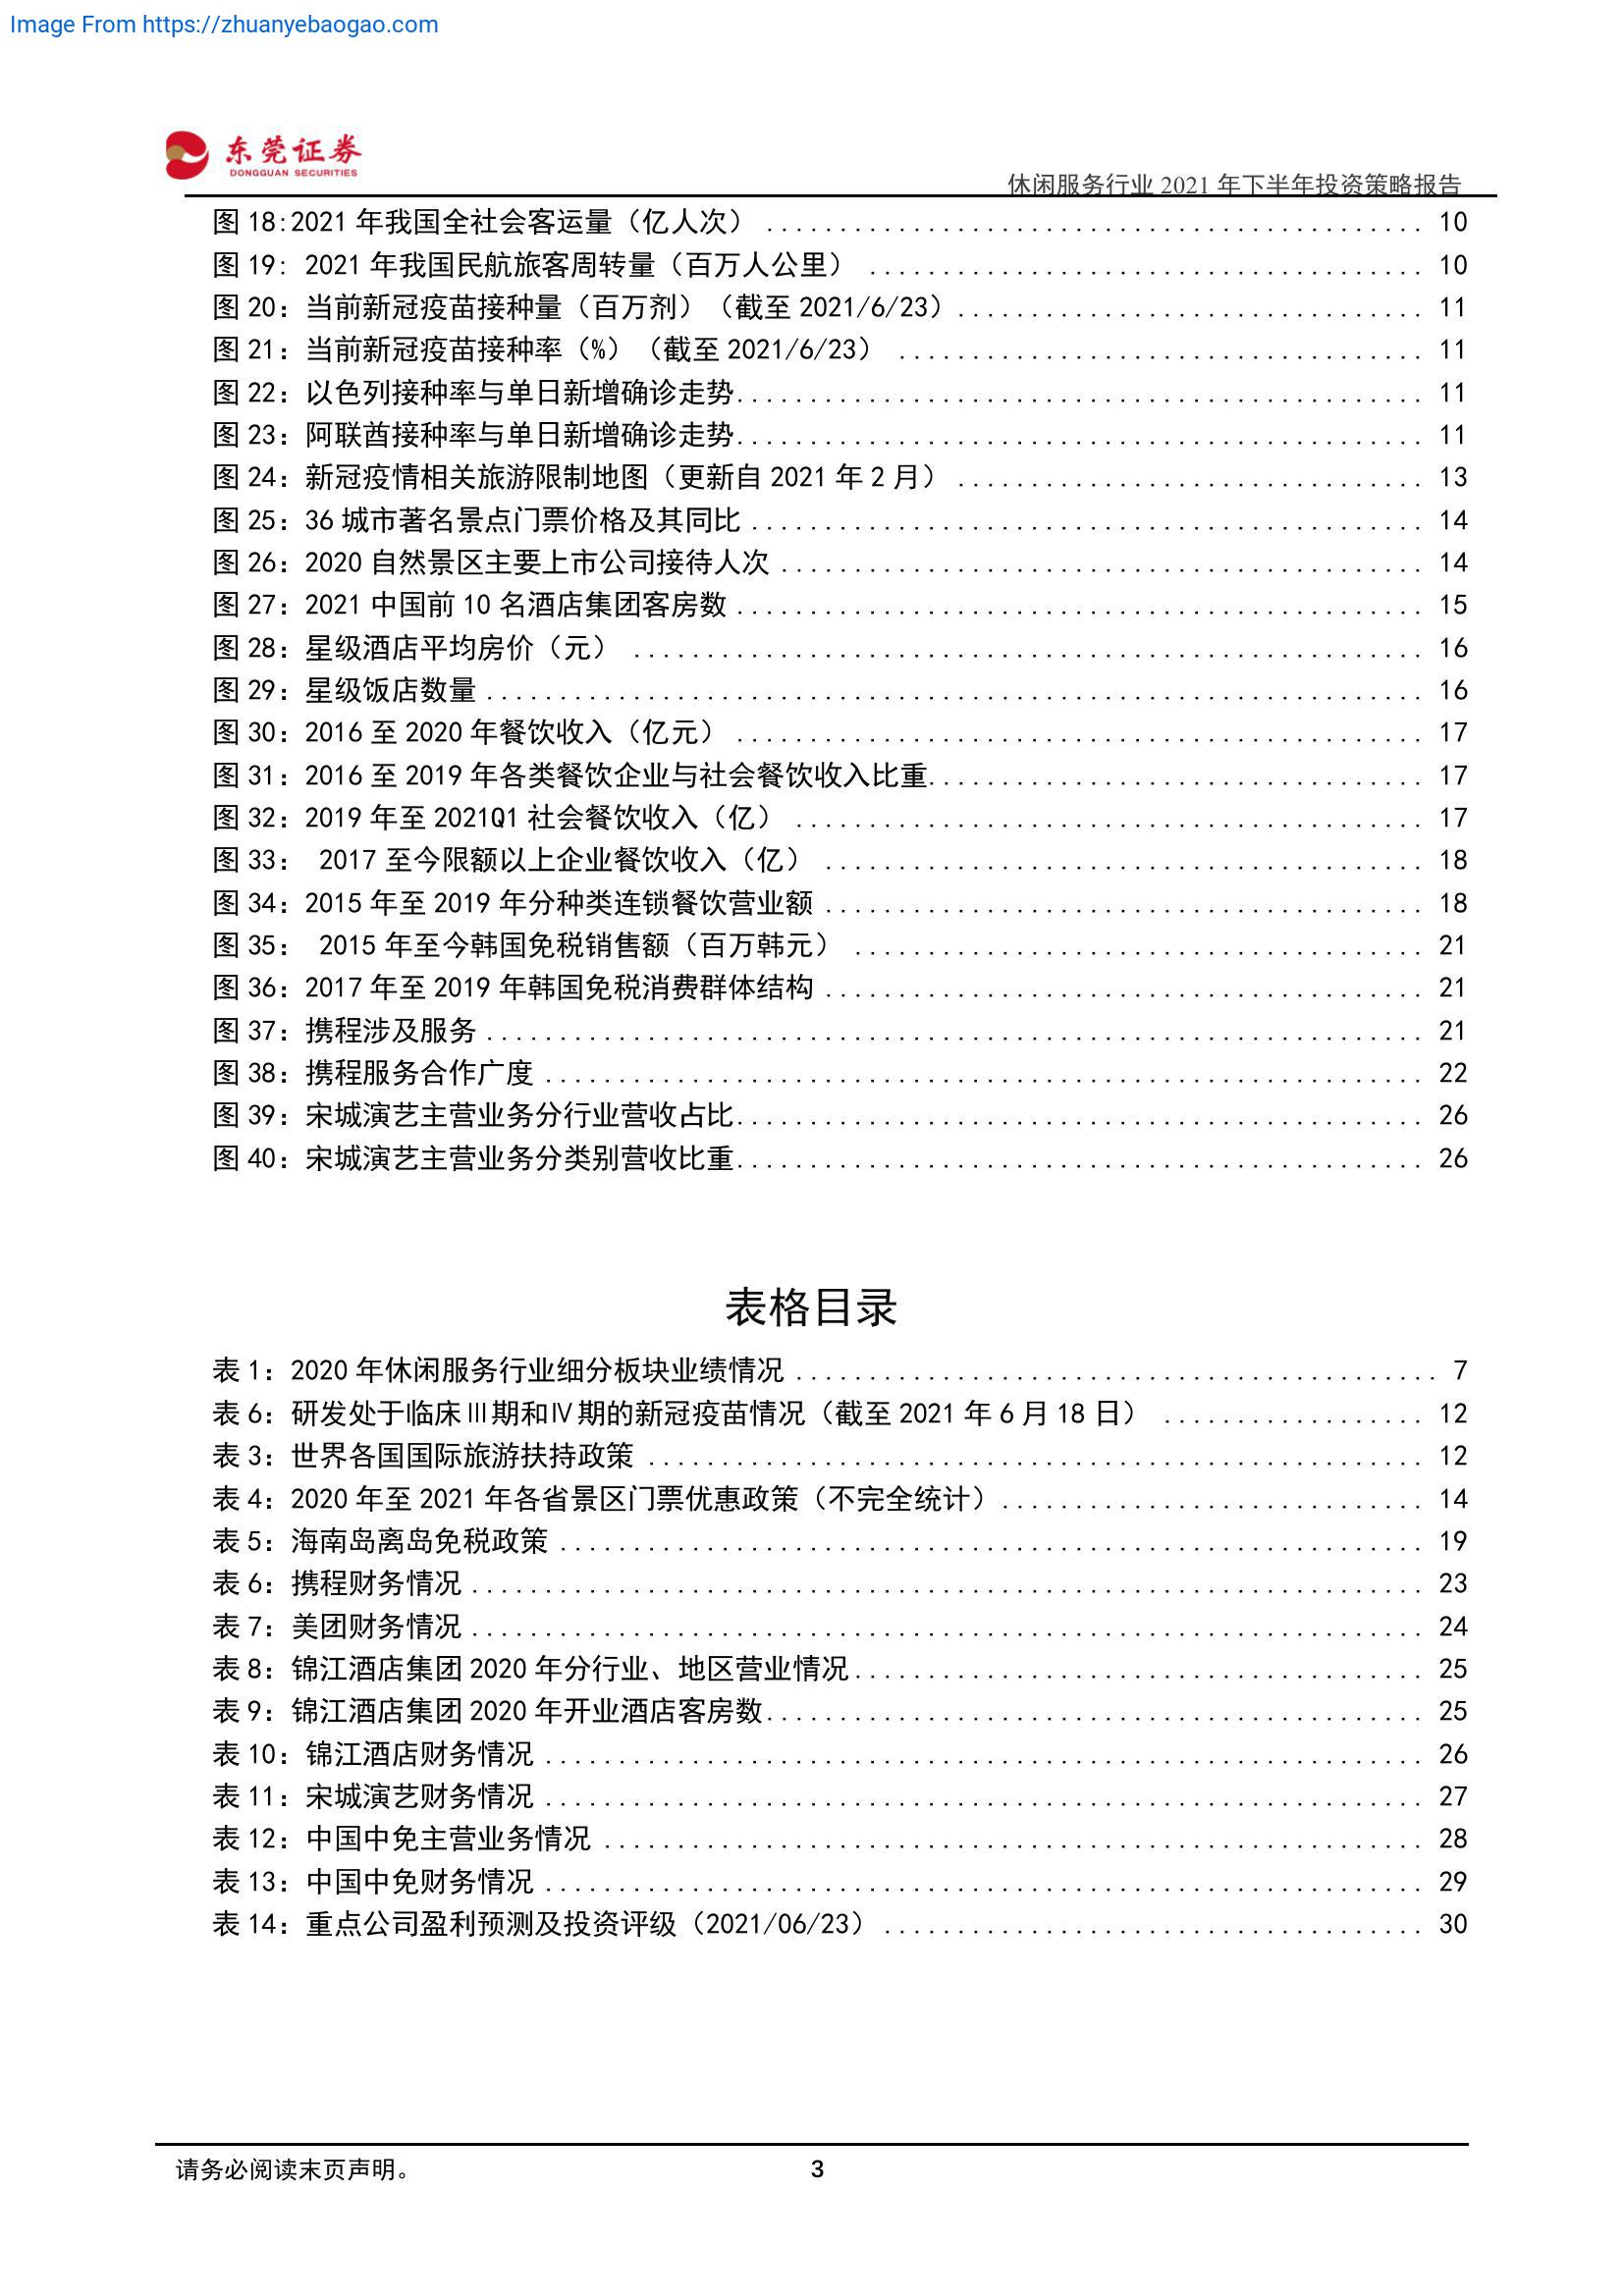 Image From https://zhuanyebaogao.com
东莞证券
DONGGUAN SECURITIES
休闲服务行业 2021 年下半年投资策略报告
图 18:2021 年我国全社会客运量（亿人次） ............................................. 10
图 19: 2021 年我国民航旅客周转量（百万人公里） ...................................... 10
图 20：当前新冠疫苗接种量（百万剂）（截至 2021/6/23）................................ 11
图 21：当前新冠疫苗接种率（%）（截至 2021/6/23） .................................... 11
图 22：以色列接种率与单日新增确诊走势............................................... 11
图 23：阿联酋接种率与单日新增确诊走势............................................... 11
图 24：新冠疫情相关旅游限制地图（更新自 2021 年 2 月） ................................ 13
图 25：36 城市著名景点门票价格及其同比 .............................................. 14
图 26：2020 自然景区主要上市公司接待人次 ............................................ 14
图 27：2021 中国前 10 名酒店集团客房数 ............................................... 15
图 28：星级酒店平均房价（元） ...................................................... 16
图 29：星级饭店数量................................................................ 16
图 30：2016 至 2020 年餐饮收入（亿元） ............................................... 17
图 31：2016 至 2019 年各类餐饮企业与社会餐饮收入比重.................................. 17
图 32：2019 年至 2021Q1 社会餐饮收入（亿） ........................................... 17
图 33： 2017 至今限额以上企业餐饮收入（亿） ......................................... 18
图 34：2015 年至 2019 年分种类连锁餐饮营业额 ......................................... 18
图 35： 2015 年至今韩国免税销售额（百万韩元） ....................................... 21
图 36：2017 年至 2019 年韩国免税消费群体结构 ......................................... 21
图 37：携程涉及服务................................................................ 21
图 38：携程服务合作广度 ............................................................ 22
图 39：宋城演艺主营业务分行业营收占比............................................... 26
图 40：宋城演艺主营业务分类别营收比重............................................... 26
表格目录
表 1：2020 年休闲服务行业细分板块业绩情况 ............................................ 7
表 6：研发处于临床Ⅲ期和Ⅳ期的新冠疫苗情况（截至 2021 年 6 月 18 日） .................. 12
表 3：世界各国国际旅游扶持政策 ..................................................... 12
表 4：2020 年至 2021 年各省景区门票优惠政策（不完全统计）............................. 14
表 5：海南岛离岛免税政策 ........................................................... 19
表 6：携程财务情况................................................................. 23
表 7：美团财务情况................................................................. 24
表 8：锦江酒店集团 2020 年分行业、地区营业情况....................................... 25
表 9：锦江酒店集团 2020 年开业酒店客房数............................................. 25
表 10：锦江酒店财务情况 ............................................................ 26
表 11：宋城演艺财务情况 ............................................................ 27
表 12：中国中免主营业务情况 ........................................................ 28
表 13：中国中免财务情况 ............................................................ 29
表 14：重点公司盈利预测及投资评级（2021/06/23）..................................... 30
请务必阅读末页声明。
3